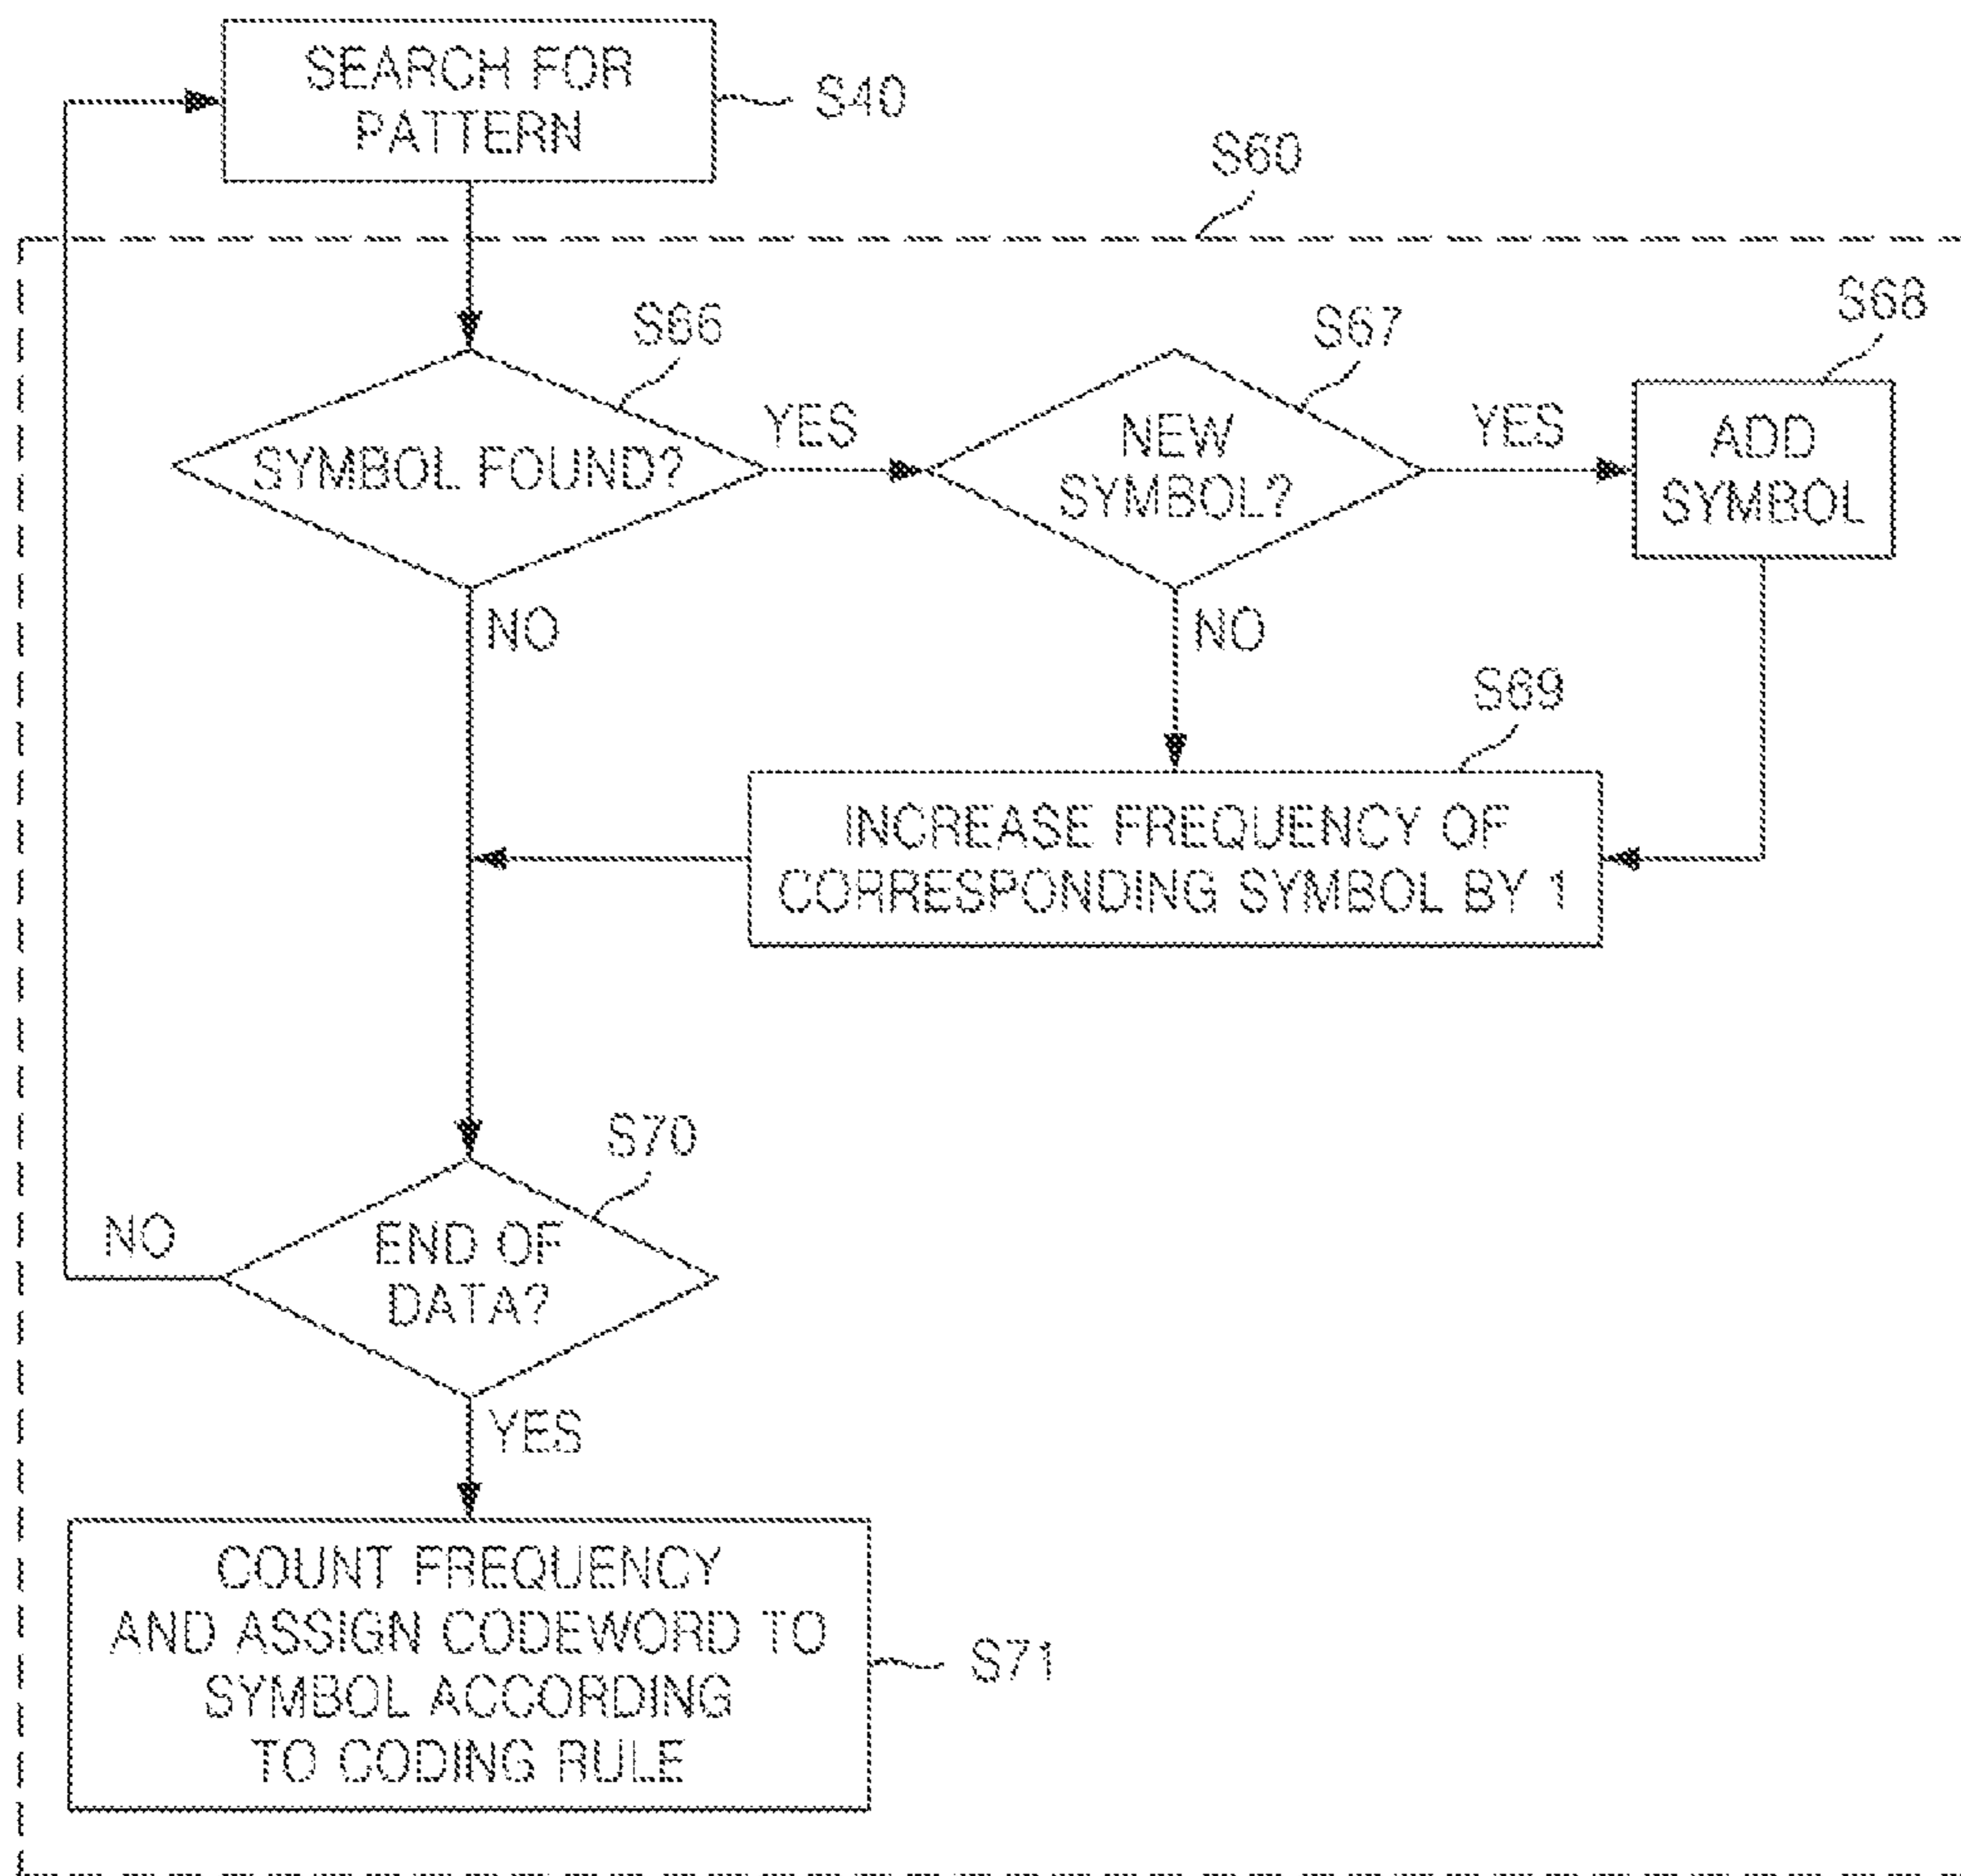 SEARCH FOR
PATTERN
S40
S60
S66
S67
S68
SYMBOL FOUND?
YES
NEW
SYMBOL?
YES
ADD
SYMBOL
NO
NO
S69
INCREASE FREQUENCY OF
CORRESPONDING SYMBOL BY 1
S70
NO
END OF
DATA?
YES
COUNT FREQUENCY
AND ASSIGN CODEWORD TO
SYMBOL ACCORDING
TO CODING RULE
S71